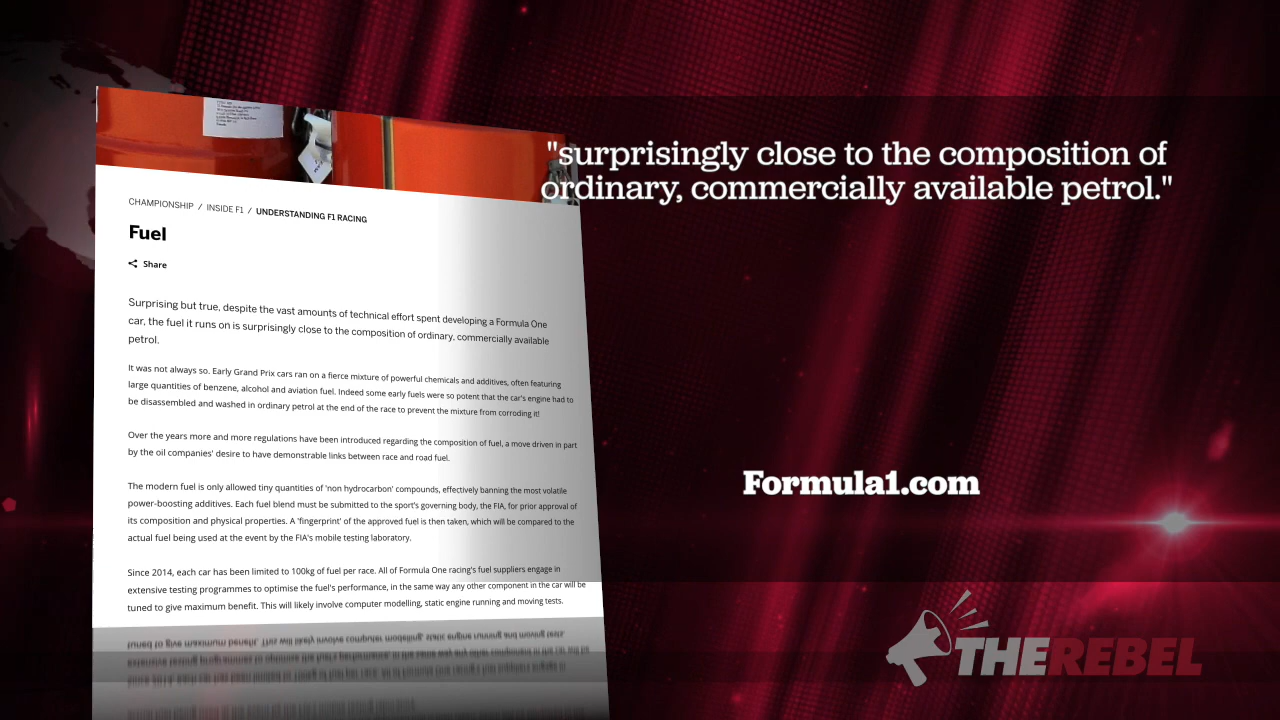 "surprisingly close to the composition of
ordinary, commercially available petrol."
CHAMPIONSHIP / INSIDE F1 / UNDERSTANDING F1 RACING
Fuel
Share
Surprising but true, despite the vast amounts of technical effort spent developing a Formula One
car, the fuel it runs on is surprisingly close to the composition of ordinary, commercially available
petrol.
It was not always so. Early Grand Prix cars ran on a fierce mixture of powerful chemicals and additives, often featuring
large quantities of benzene, alcohol and aviation fuel. Indeed some early fuels were so potent that the car's engine had to
be disassembled and washed in ordinary petrol at the end of the race to prevent the mixture from corroding it!
Over the years more and more regulations have been introduced regarding the composition of fuel, a move driven in part
by the oil companies' desire to have demonstrable links between race and road fuel.
The modern fuel is only allowed tiny quantities of 'non hydrocarbon' compounds, effectively banning the most volatile
power-boosting additives. Each fuel blend must be submitted to the sport's governing body, the FIA, for prior approval of
its composition and physical properties. A 'fingerprint' of the approved fuel is then taken, which will be compared to the
actual fuel being used at the event by the FIA's mobile testing laboratory.
Since 2014, each car has been limited to 100kg of fuel per race. All of Formula One racing's fuel suppliers engage in
extensive testing programmes to optimise the fuel's performance, in the same way any other component in the car will be
tuned to give maximum benefit. This will likely involve computer modelling, static engine running and moving tests.
Formula1.com
THEREBEL